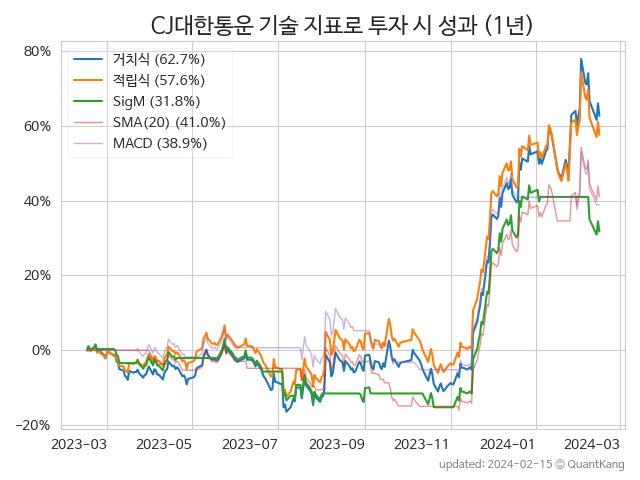 CJ대한통운 기술 지표로 투자 시 성과 (1년)
거치식 (62.7%)
적립식 (57.6%)
SigM (31.8%)
SMA(20) (41.0%)
MACD (38.9%)
80%
60%
40%
20%
0%
−20%
2023-03 2023-05 2023-07 2023-09 2023-11 2024-01 2024-03
updated: 2024-02-15 © QuantKang